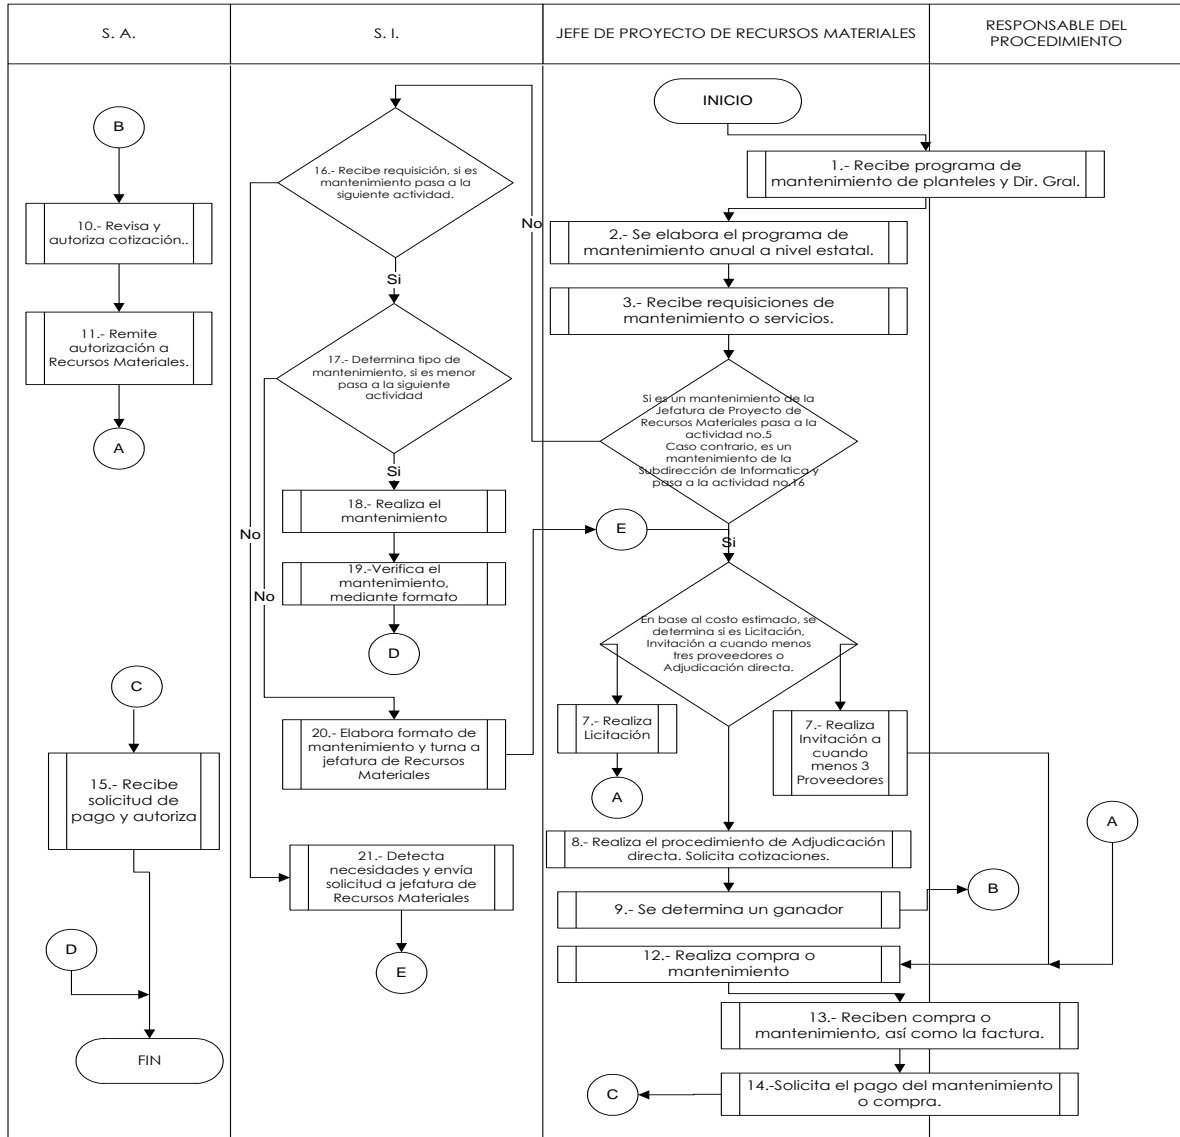 S. A.
S. I.
JEFE DE PROYECTO DE RECURSOS MATERIALES
RESPONSABLE DEL
PROCEDIMIENTO
B
10.- Revisa y
autoriza cotización..
11.- Remite
autorización a
Recursos Materiales.
A
C
15.- Recibe
solicitud de
pago y autoriza
D
FIN
16.- Recibe requisición, si es
mantenimiento pasa a la
siguiente actividad.
Si
17.- Determina tipo de
mantenimiento, si es menor
pasa a la siguiente
actividad
Si
18.- Realiza el
mantenimiento
19.-Verifica el
mantenimiento,
mediante formato
D
No
No
20.- Elabora formato de
mantenimiento y turna a
jefatura de Recursos
Materiales
21.- Detecta
necesidades y envía
solicitud a jefatura de
Recursos Materiales
E
INICIO
1.- Recibe programa de
mantenimiento de planteles y Dir. Gral.
2.- Se elabora el programa de
mantenimiento anual a nivel estatal.
3.- Recibe requisiciones de
mantenimiento o servicios.
No
Si es un mantenimiento de la
Jefatura de Proyecto de
Recursos Materiales pasa a la
actividad no.5
Caso contrario, es un
mantenimiento de la
Subdirección de Informatica y
pasa a la actividad no.16
E
Si
En base al costo estimado, se
determina si es Licitación,
Invitación a cuando menos
tres proveedores o
Adjudicación directa.
7.- Realiza
Licitación
A
7.- Realiza
Invitación a
cuando
menos 3
Proveedores
A
8.- Realiza el procedimiento de Adjudicación
directa. Solicita cotizaciones.
9.- Se determina un ganador
B
12.- Realiza compra o
mantenimiento
13.- Reciben compra o
mantenimiento, así como la factura.
14.-Solicita el pago del mantenimiento
o compra.
C